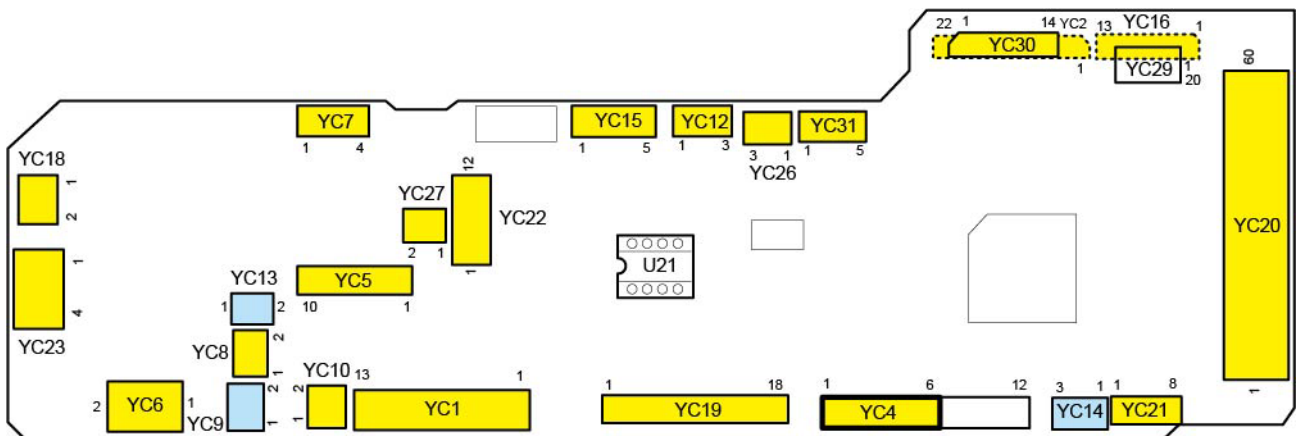 22 1 14 YC2 13 YC16 1
YC30
1
YC29 1
20
60
YC7
1 4
YC15
1 5
YC12
1 3
3 1
YC26
YC31
1 5
YC18
1
2
YC27
2 1
12
YC22
1
U21
YC20
1
1
4
YC23
YC13
1 2
YC5
10 1
YC8
2
1
YC6
2 1
YC9
2
1
YC10
2
1
13 1
YC1
1 18
YC19
1 6 12
YC4
3 1
YC14
1 8
YC21